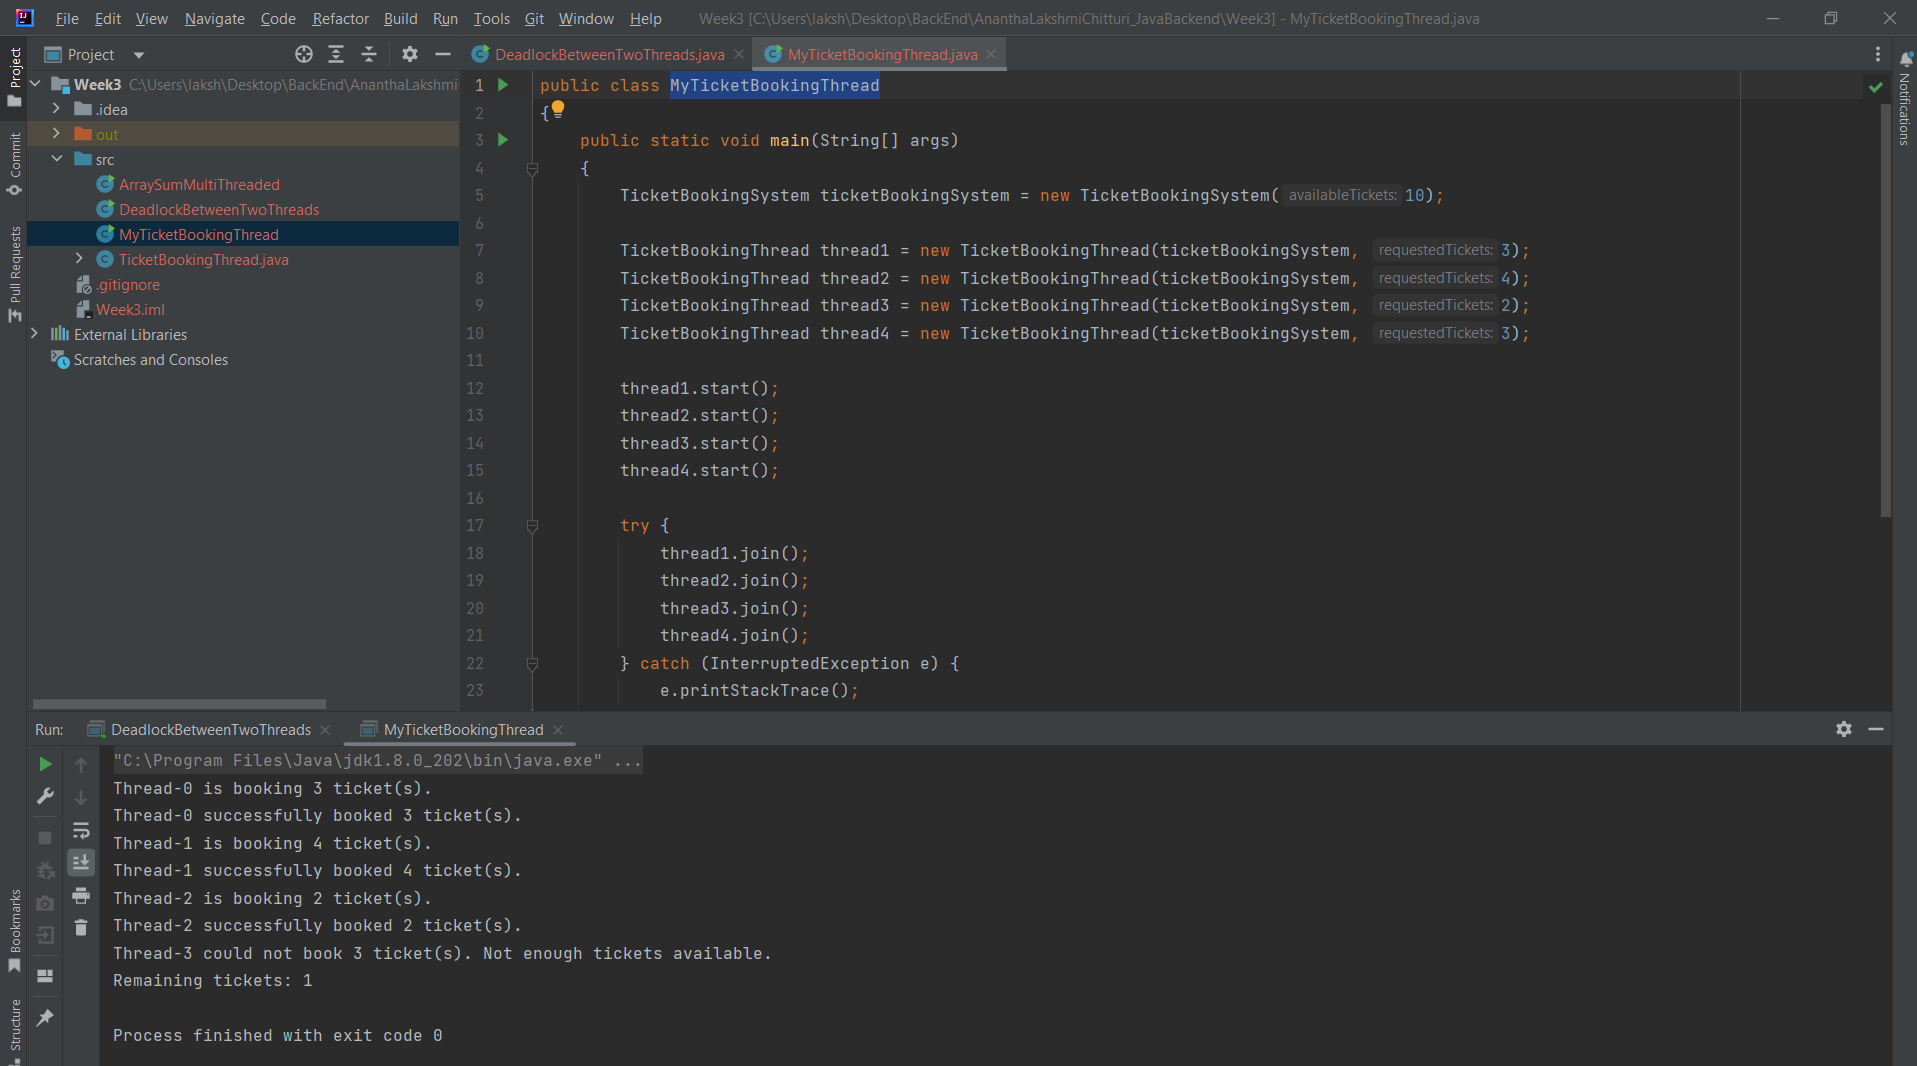 File Edit View Navigate Code Refactor Build Run Tools Git Window Help Week3 [C:\Users\laksh\Desktop\BackEnd\AnanthaLakshmiChitturi_JavaBackend\Week3] - MyTicketBookingThread.java
Project
Project
DeadlockBetweenTwoThreads.java
MyTicketBookingThread.java
Week3 C:\Users\laksh\Desktop\BackEnd\AnanthaLakshmi
.idea
out
src
ArraySumMultiThreaded
DeadlockBetweenTwoThreads
MyTicketBookingThread
TicketBookingThread.java
.gitignore
Week3.iml
External Libraries
Scratches and Consoles
Commit
Pull Requests
Bookmarks
Structure
Notifications
1 public class MyTicketBookingThread
2 {
3 public static void main(String[] args)
4 {
5 TicketBookingSystem ticketBookingSystem = new TicketBookingSystem( availableTickets: 10);
6
7 TicketBookingThread thread1 = new TicketBookingThread(ticketBookingSystem, requestedTickets: 3);
8 TicketBookingThread thread2 = new TicketBookingThread(ticketBookingSystem, requestedTickets: 4);
9 TicketBookingThread thread3 = new TicketBookingThread(ticketBookingSystem, requestedTickets: 2);
10 TicketBookingThread thread4 = new TicketBookingThread(ticketBookingSystem, requestedTickets: 3);
11
12 thread1.start();
13 thread2.start();
14 thread3.start();
15 thread4.start();
16
17 try {
18 thread1.join();
19 thread2.join();
20 thread3.join();
21 thread4.join();
22 } catch (InterruptedException e) {
23 e.printStackTrace();
Run: DeadlockBetweenTwoThreads MyTicketBookingThread
"C:\Program Files\Java\jdk1.8.0_202\bin\java.exe" ...
Thread-0 is booking 3 ticket(s).
Thread-0 successfully booked 3 ticket(s).
Thread-1 is booking 4 ticket(s).
Thread-1 successfully booked 4 ticket(s).
Thread-2 is booking 2 ticket(s).
Thread-2 successfully booked 2 ticket(s).
Thread-3 could not book 3 ticket(s). Not enough tickets available.
Remaining tickets: 1
Process finished with exit code 0